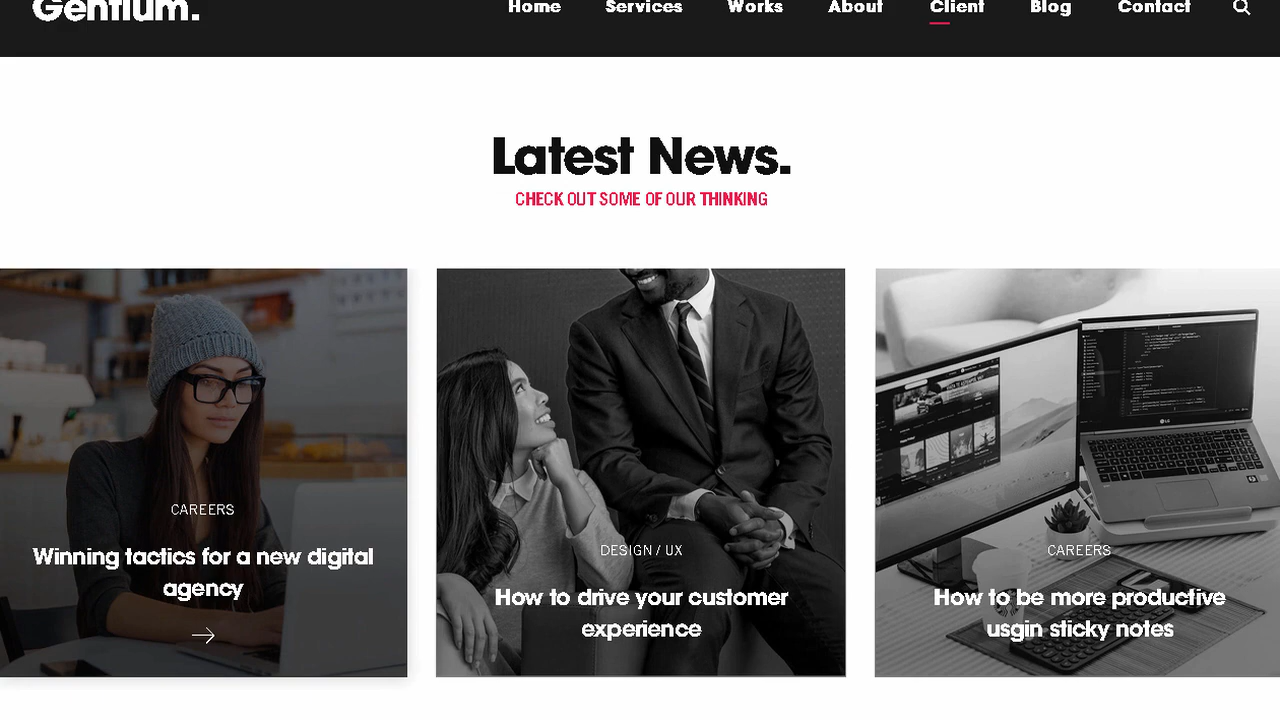 Gentium.
Home Services Works About Client Blog Contact
Latest News.
CHECK OUT SOME OF OUR THINKING
CAREERS
Winning tactics for a new digital
agency
DESIGN / UX
How to drive your customer
experience
CAREERS
How to be more productive
usgin sticky notes
LG